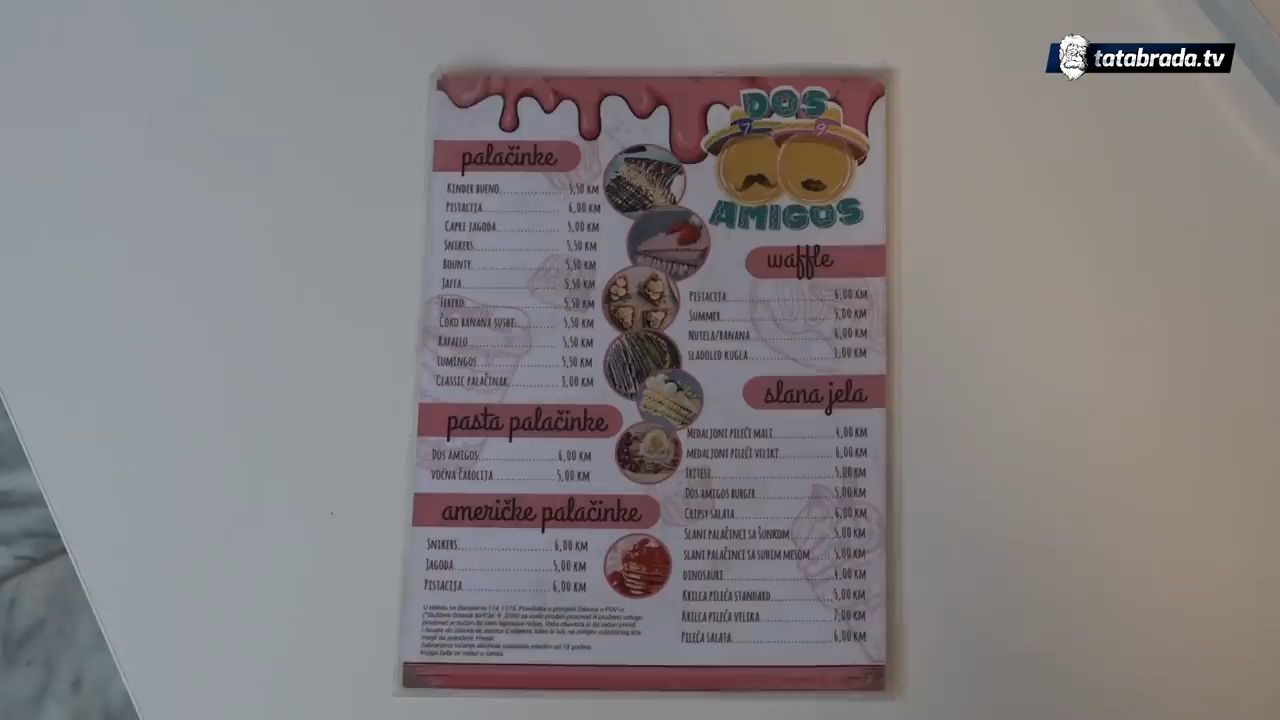 tatabrada.tv
DOS
7 9
AMIGOS
palačinke
KINDER BUENO 5,50 KM
PISTACIJA 6,00 KM
CAPRI JAGODA 5,00 KM
SNIKERS 5,50 KM
BOUNTY 5,50 KM
JAFFA 5,50 KM
FERERO 5,50 KM
ČOKO BANANA SUSHI 5,50 KM
RAFAELO 5,50 KM
LUMINGOS 5,50 KM
CLASSIC PALAČINAK 3,00 KM
pasta palačinke
DOS AMIGOS 6,00 KM
VOĆNA ČAROLIJA 5,00 KM
američke palačinke
SNIKERS 6,00 KM
JAGODA 5,00 KM
PISTACIJA 6,00 KM
waffle
PISTACIJA 6,00 KM
SUMMER 5,00 KM
NUTELA/BANANA 6,00 KM
SLADOLED KUGLA 1,00 KM
slana jela
MEDALJONI PILEĆI MALI 4,00 KM
MEDALJONI PILEĆI VELIKI 6,00 KM
5,00 KM
DOS AMIGOS BURGER 5,00 KM
CRIPSY SALATA 6,00 KM
SLANI PALAČINCI SA ŠUNKOM 5,00 KM
SLANI PALAČINCI SA SUHIM MESOM 5,00 KM
DINOSAURI 4,00 KM
KRILCA PILEĆA STANDARD 5,00 KM
KRILCA PILEĆA VELIKA 7,00 KM
PILEĆA SALATA 6,00 KM